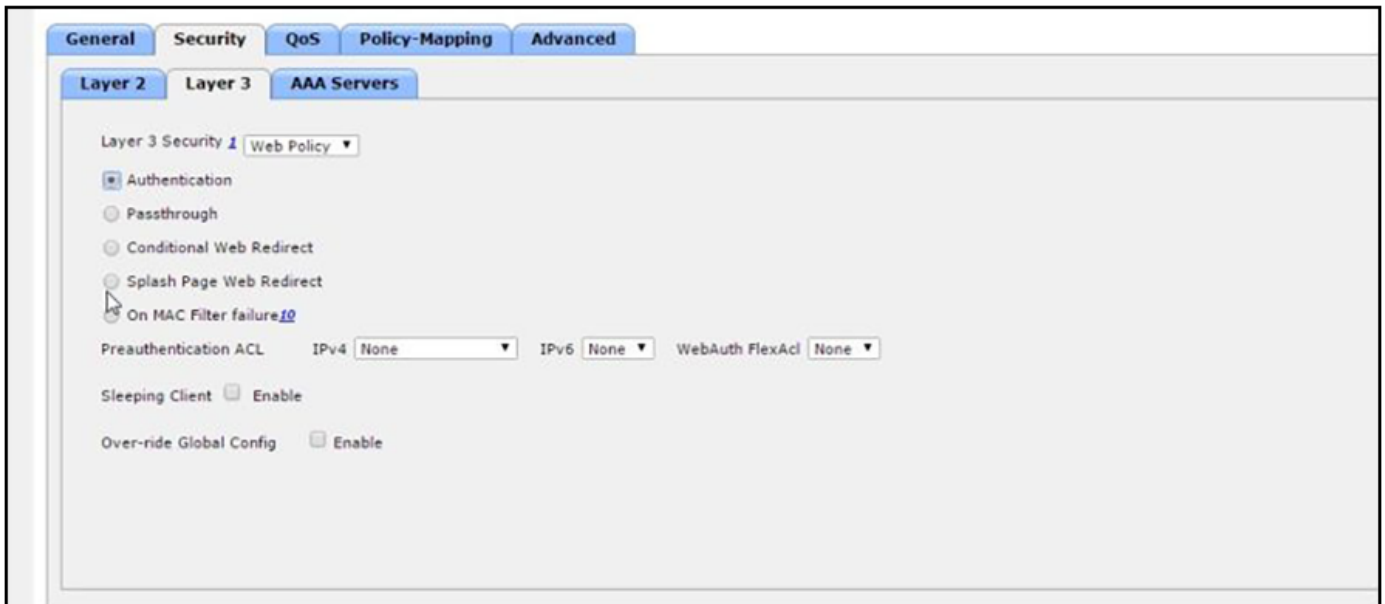 General Security QoS Policy-Mapping Advanced
Layer 2 Layer 3 AAA Servers
Layer 3 Security 1 Web Policy
Authentication
Passthrough
Conditional Web Redirect
Splash Page Web Redirect
On MAC Filter failure10
Preauthentication ACL IPv4 None IPv6 None WebAuth FlexAcl None
Sleeping Client Enable
Over-ride Global Config Enable